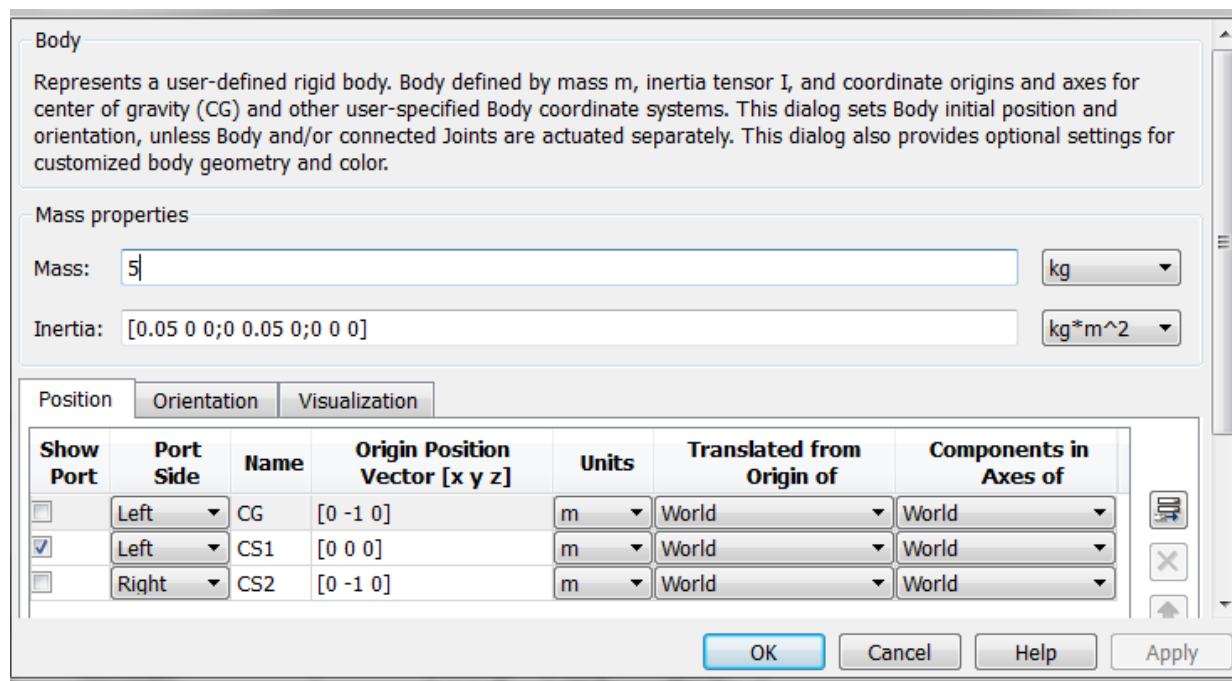 Body
Represents a user-defined rigid body. Body defined by mass m, inertia tensor I, and coordinate origins and axes for
center of gravity (CG) and other user-specified Body coordinate systems. This dialog sets Body initial position and
orientation, unless Body and/or connected Joints are actuated separately. This dialog also provides optional settings for
customized body geometry and color.
Mass properties
Mass: 5 kg
Inertia: [0.05 0 0;0 0.05 0;0 0 0] kg*m^2
Position Orientation Visualization
Show Port Port Side Name Origin Position Vector [x y z] Units Translated from Origin of Components in Axes of
Left CG [0 -1 0] m World World
Left CS1 [0 0 0] m World World
Right CS2 [0 -1 0] m World World
OK Cancel Help Apply